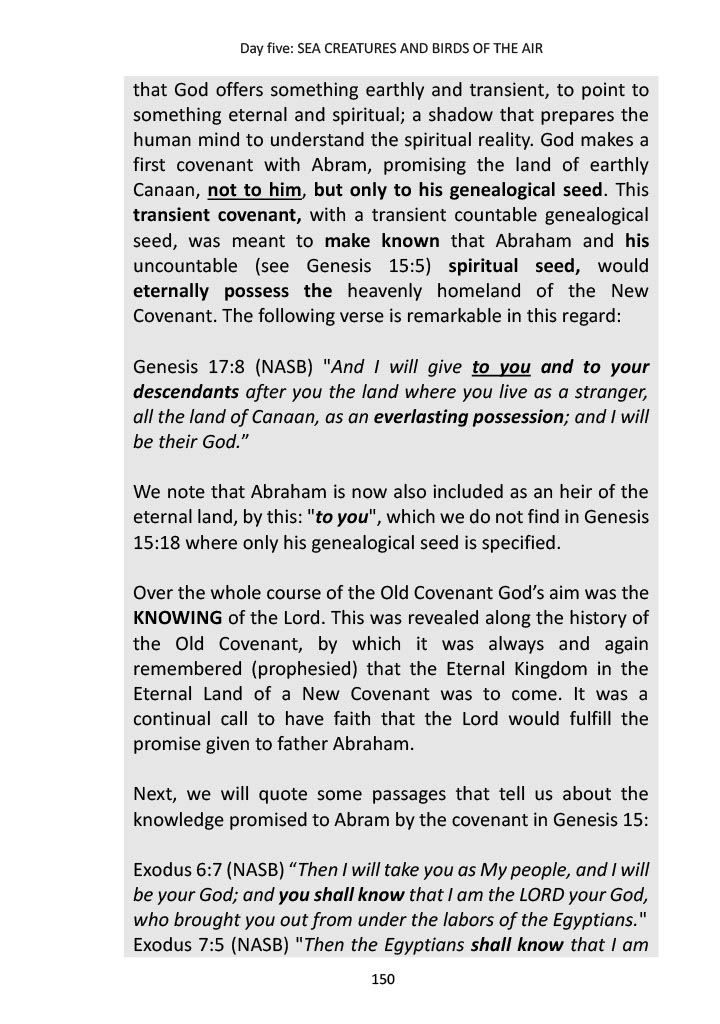 Day five: SEA CREATURES AND BIRDS OF THE AIR
that God offers something earthly and transient, to point to
something eternal and spiritual; a shadow that prepares the
human mind to understand the spiritual reality. God makes a
first covenant with Abram, promising the land of earthly
Canaan, not to him, but only to his genealogical seed. This
transient covenant, with a transient countable genealogical
seed, was meant to make known that Abraham and his
uncountable (see Genesis 15:5) spiritual seed, would
eternally possess the heavenly homeland of the New
Covenant. The following verse is remarkable in this regard:
Genesis 17:8 (NASB) "And I will give to you and to your
descendants after you the land where you live as a stranger,
all the land of Canaan, as an everlasting possession; and I will
be their God.”
We note that Abraham is now also included as an heir of the
eternal land, by this: "to you", which we do not find in Genesis
15:18 where only his genealogical seed is specified.
Over the whole course of the Old Covenant God’s aim was the
KNOWING of the Lord. This was revealed along the history of
the Old Covenant, by which it was always and again
remembered (prophesied) that the Eternal Kingdom in the
Eternal Land of a New Covenant was to come. It was a
continual call to have faith that the Lord would fulfill the
promise given to father Abraham.
Next, we will quote some passages that tell us about the
knowledge promised to Abram by the covenant in Genesis 15:
Exodus 6:7 (NASB) “Then I will take you as My people, and I will
be your God; and you shall know that I am the LORD your God,
who brought you out from under the labors of the Egyptians."
Exodus 7:5 (NASB) "Then the Egyptians shall know that I am
150